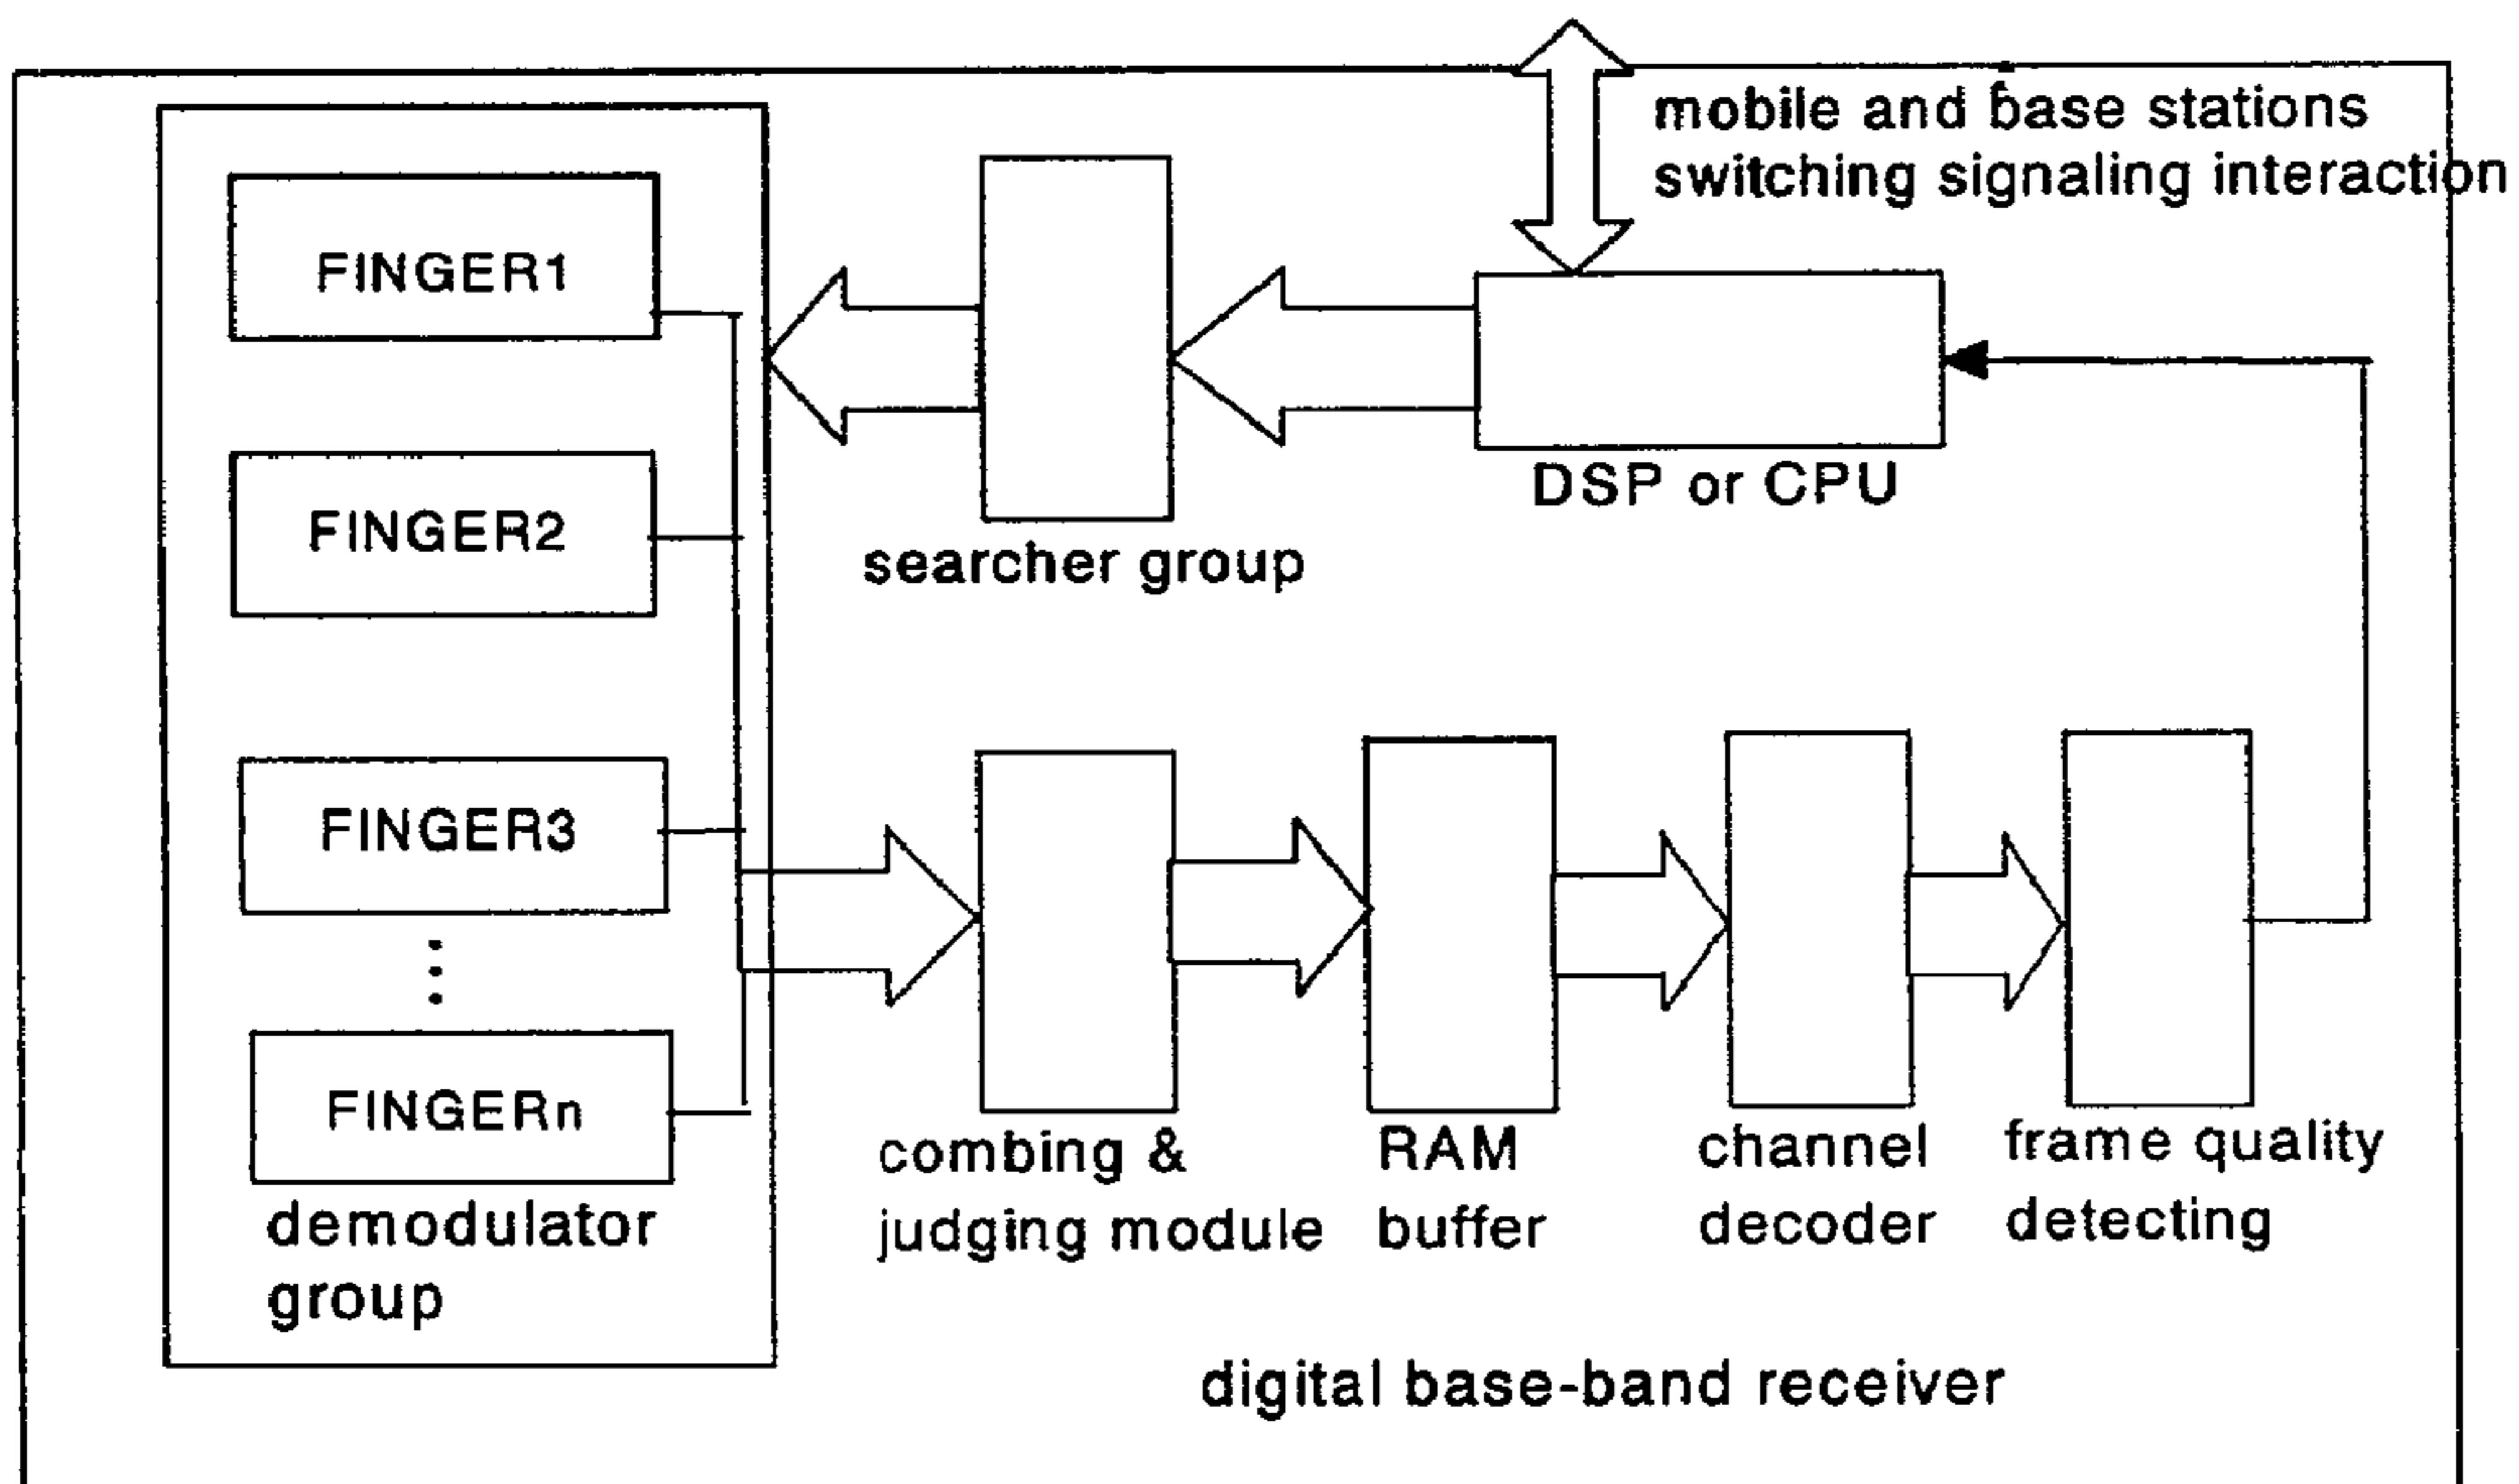 mobile and base stations
switching signaling interaction
FINGER1
DSP or CPU
FINGER2
searcher group
FINGER3
FINGERn
combing &
judging module
RAM
buffer
channel
decoder
frame quality
detecting
demodulator
group
digital base-band receiver